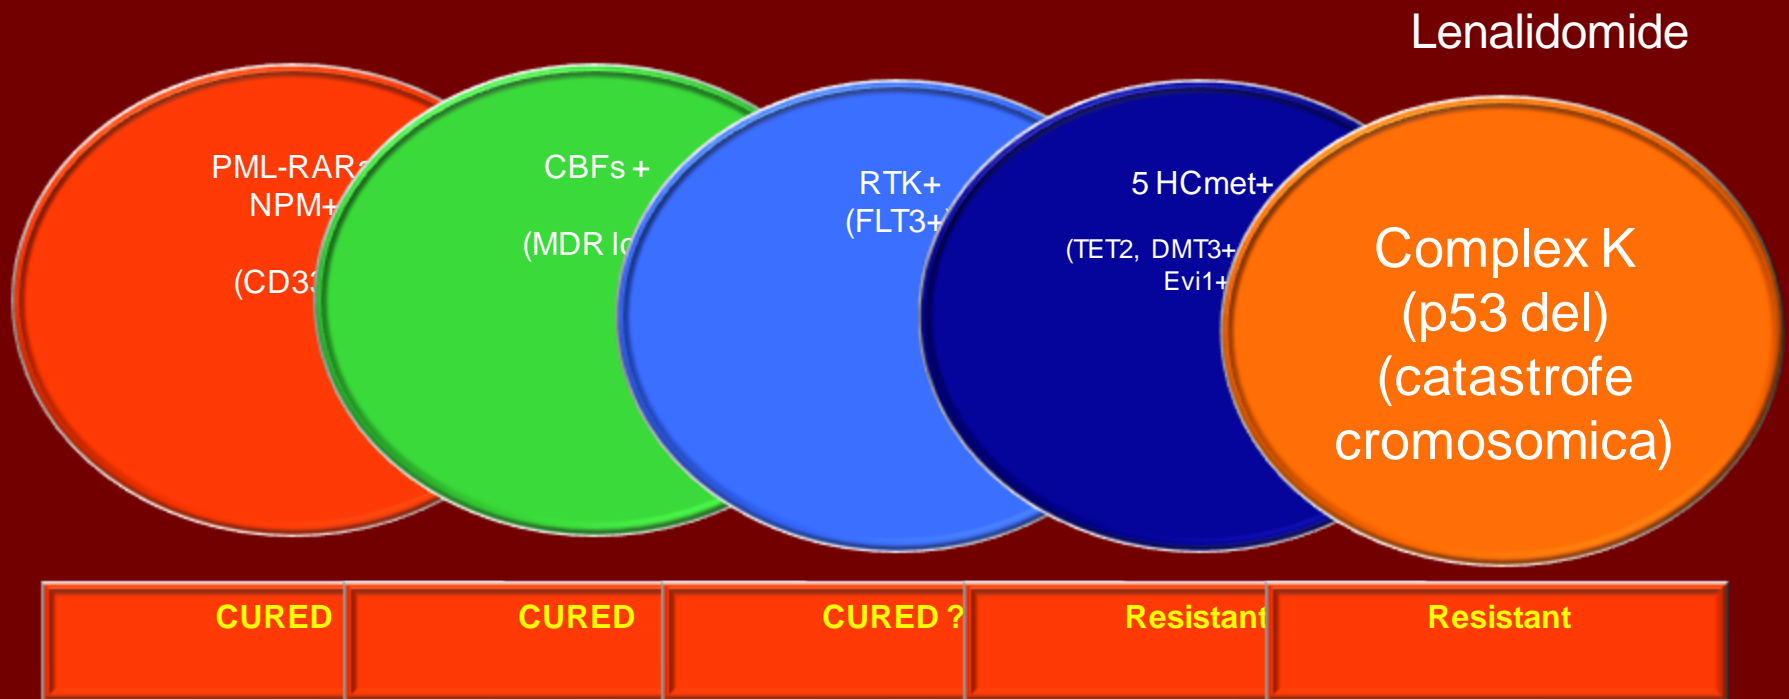 Lenalidomide
PML-RARa
NPM+
(CD33
CBFs +
(MDR lo
RTK+
(FLT3+)
5 HCmet+
(TET2, DMT3+
Evi1+
Complex K
(p53 del)
(catastrofe
cromosomica)
CURED
CURED
CURED ?
Resistant
Resistant